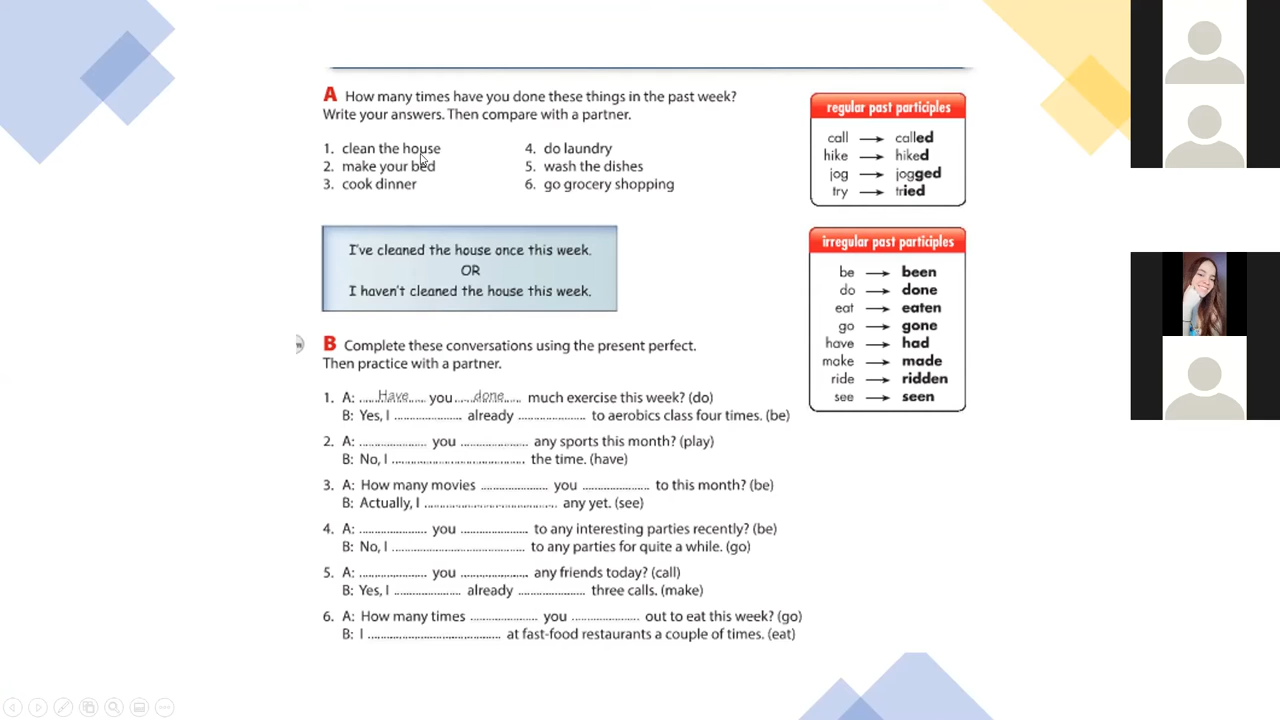 A How many times have you done these things in the past week?
Write your answers. Then compare with a partner.
1. clean the house
2. make your bed
3. cook dinner
4. do laundry
5. wash the dishes
6. go grocery shopping
I've cleaned the house once this week.
OR
I haven't cleaned the house this week.
B Complete these conversations using the present perfect.
Then practice with a partner.
1. A: ......Have..... you .....done..... much exercise this week? (do)
B: Yes, I .................... already .................... to aerobics class four times. (be)
2. A: .................... you .................... any sports this month? (play)
B: No, I ........................................ the time. (have)
3. A: How many movies .................... you .................... to this month? (be)
B: Actually, I ........................................ any yet. (see)
4. A: .................... you .................... to any interesting parties recently? (be)
B: No, I ........................................ to any parties for quite a while. (go)
5. A: .................... you .................... any friends today? (call)
B: Yes, I .................... already .................... three calls. (make)
6. A: How many times .................... you .................... out to eat this week? (go)
B: I ........................................ at fast-food restaurants a couple of times. (eat)
regular past participles
call → called
hike → hiked
jog → jogged
try → tried
irregular past participles
be → been
do → done
eat → eaten
go → gone
have → had
make → made
ride → ridden
see → seen